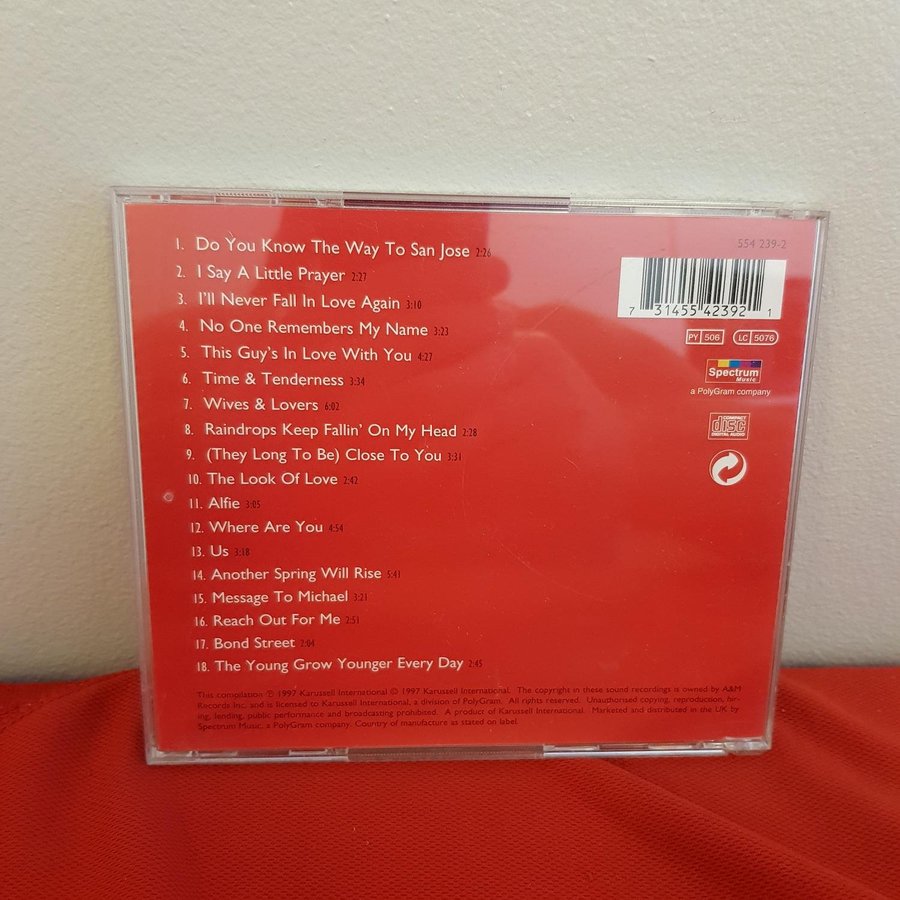 1. Do You Know The Way To San Jose 2:26
2. I Say A Little Prayer 2:27
3. I'll Never Fall In Love Again 3:10
4. No One Remembers My Name 3:23
5. This Guy's In Love With You 4:27
6. Time & Tenderness 3:34
7. Wives & Lovers 6:02
8. Raindrops Keep Fallin' On My Head 2:28
9. (They Long To Be) Close To You 3:31
10. The Look Of Love 2:42
11. Alfie 3:05
12. Where Are You 4:54
13. Us 3:18
14. Another Spring Will Rise 5:41
15. Message To Michael 3:21
16. Reach Out For Me 2:51
17. Bond Street 2:04
18. The Young Grow Younger Every Day 2:45
554 239-2
7 31455 42392 1
PY 506 LC 5076
Spectrum
Music
a PolyGram company
COMPACT
disc
DIGITAL AUDIO
This compilation ℗ 1997 Karussell International © 1997 Karussell International. The copyright in these sound recordings is owned by A&M
Records Inc. and is licensed to Karussell International, a division of PolyGram. All rights reserved. Unauthorised copying, reproduction, hir-
ing, lending, public performance and broadcasting prohibited. A product of Karussell International. Marketed and distributed in the UK by
Spectrum Music, a PolyGram company. Country of manufacture as stated on label.